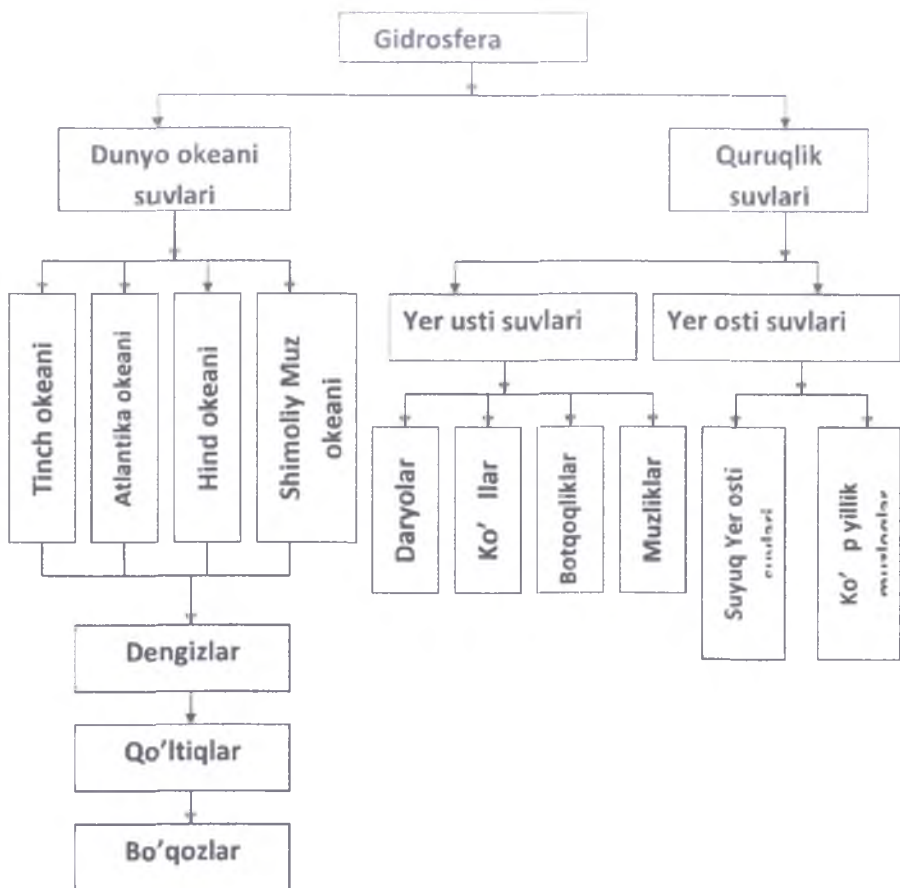 Gidrosfera
Dunyo okeani
suvlari
Quruqlik
suvlari
Tinch okeani
Atlantika okeani
Hind okeani
Shimoliy Muz
okeani
Yer usti suvlari
Yer osti suvlari
Daryolar
Ko' llar
Botqoqliklar
Muzliklar
Suyuq Yer osti
Ko' p yillik
Dengizlar
Qo'ltiqlar
Bo'qozlar